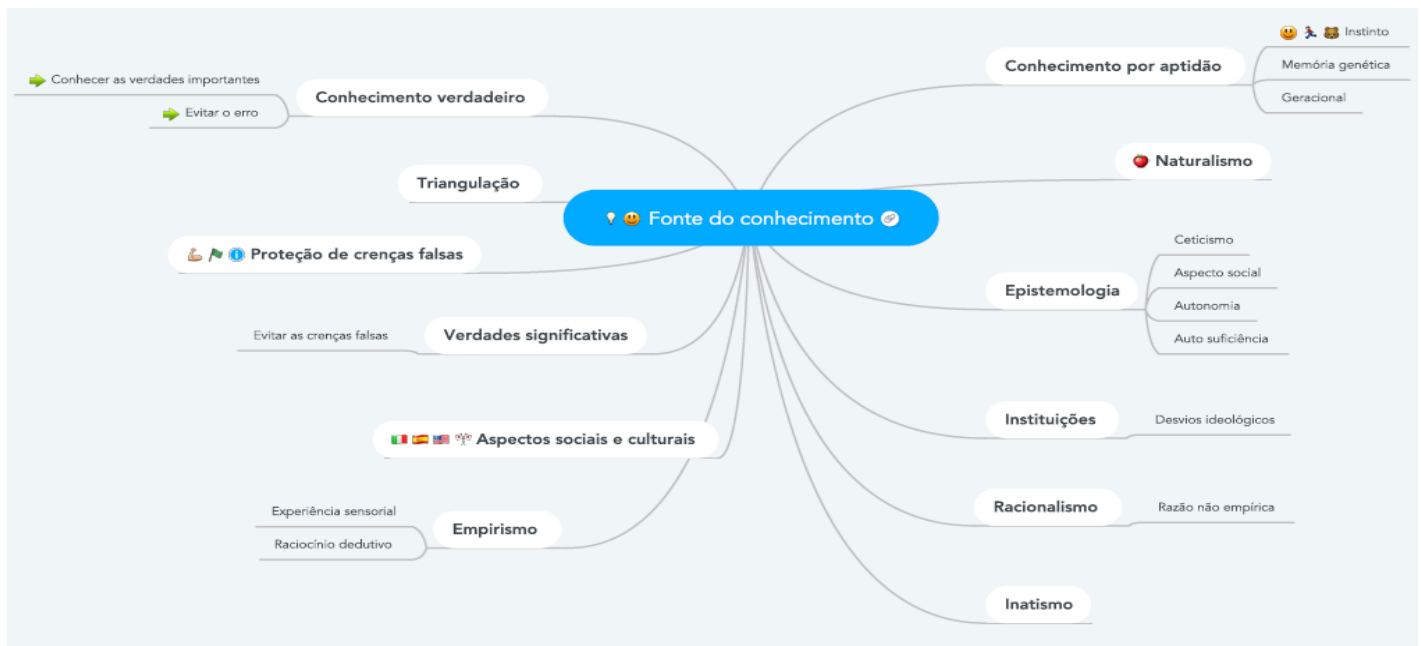 Fonte do conhecimento
Conhecimento por aptidão
Instinto
Memória genética
Geracional
Naturalismo
Epistemologia
Ceticismo
Aspecto social
Autonomia
Auto suficiência
Instituições
Desvios ideológicos
Racionalismo
Razão não empírica
Inatismo
Conhecimento verdadeiro
Conhecer as verdades importantes
Evitar o erro
Triangulação
Proteção de crenças falsas
Verdades significativas
Evitar as crenças falsas
Aspectos sociais e culturais
Empirismo
Experiência sensorial
Raciocínio dedutivo